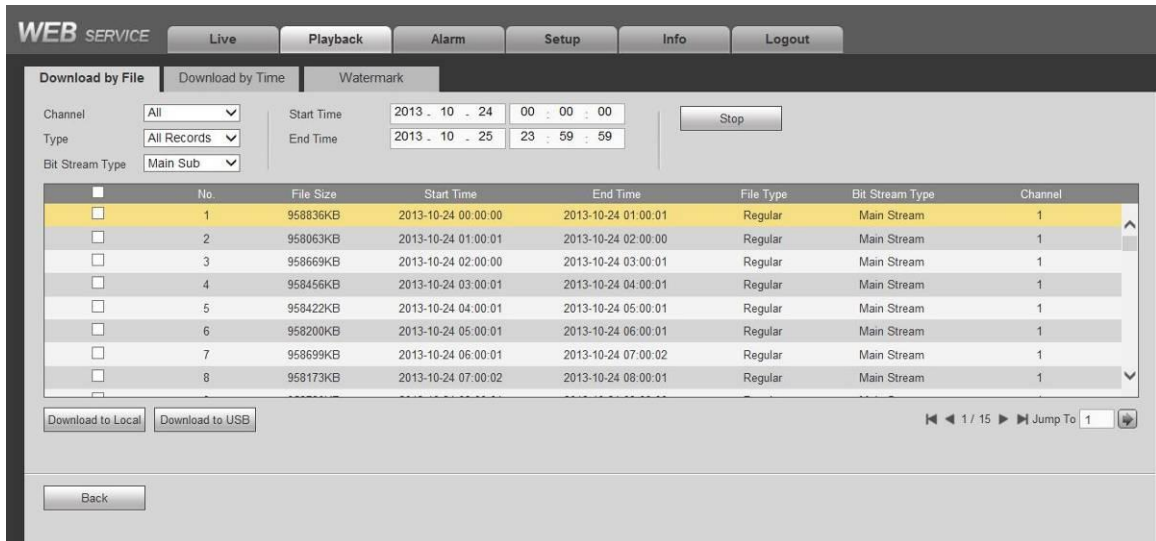 WEB SERVICE
Live Playback Alarm Setup Info Logout
Download by File Download by Time Watermark
Channel All Start Time 2013 . 10 . 24 00 : 00 : 00 Stop
Type All Records End Time 2013 . 10 . 25 23 : 59 : 59
Bit Stream Type Main Sub
No. File Size Start Time End Time File Type Bit Stream Type Channel
1 958836KB 2013-10-24 00:00:00 2013-10-24 01:00:01 Regular Main Stream 1
2 958063KB 2013-10-24 01:00:01 2013-10-24 02:00:00 Regular Main Stream 1
3 958669KB 2013-10-24 02:00:00 2013-10-24 03:00:01 Regular Main Stream 1
4 958456KB 2013-10-24 03:00:01 2013-10-24 04:00:01 Regular Main Stream 1
5 958422KB 2013-10-24 04:00:01 2013-10-24 05:00:01 Regular Main Stream 1
6 958200KB 2013-10-24 05:00:01 2013-10-24 06:00:01 Regular Main Stream 1
7 958699KB 2013-10-24 06:00:01 2013-10-24 07:00:02 Regular Main Stream 1
8 958173KB 2013-10-24 07:00:02 2013-10-24 08:00:01 Regular Main Stream 1
Download to Local Download to USB 1 / 15 Jump To 1
Back